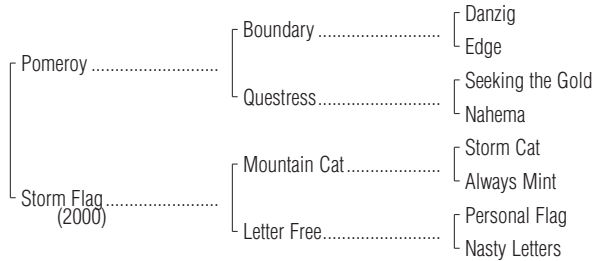 Danzig
Boundary ..............................
Edge
Pomeroy ...............................
Seeking the Gold
Questress..............................
Nahema
Storm Cat
Mountain Cat.......................
Always Mint
Storm Flag...........................
(2000)
Personal Flag
Letter Free............................
Nasty Letters